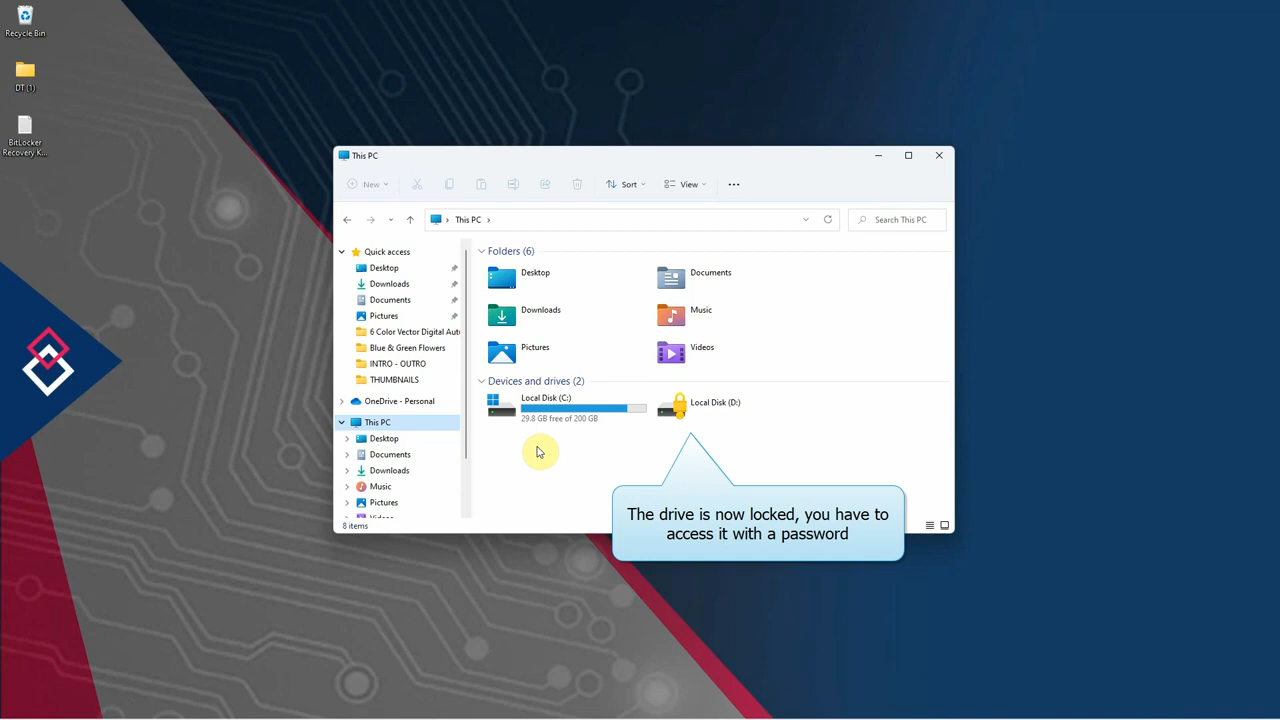 Recycle Bin
DT (1)
BitLocker
Recovery K...
This PC
New
Sort
View
This PC
Search This PC
Quick access
Desktop
Downloads
Documents
Pictures
6 Color Vector Digital Aut
Blue & Green Flowers
INTRO - OUTRO
THUMBNAILS
OneDrive - Personal
This PC
Desktop
Documents
Downloads
Music
Pictures
Videos
Folders (6)
Desktop
Documents
Downloads
Music
Pictures
Videos
Devices and drives (2)
Local Disk (C:)
29.8 GB free of 200 GB
Local Disk (D:)
The drive is now locked, you have to
access it with a password
8 items